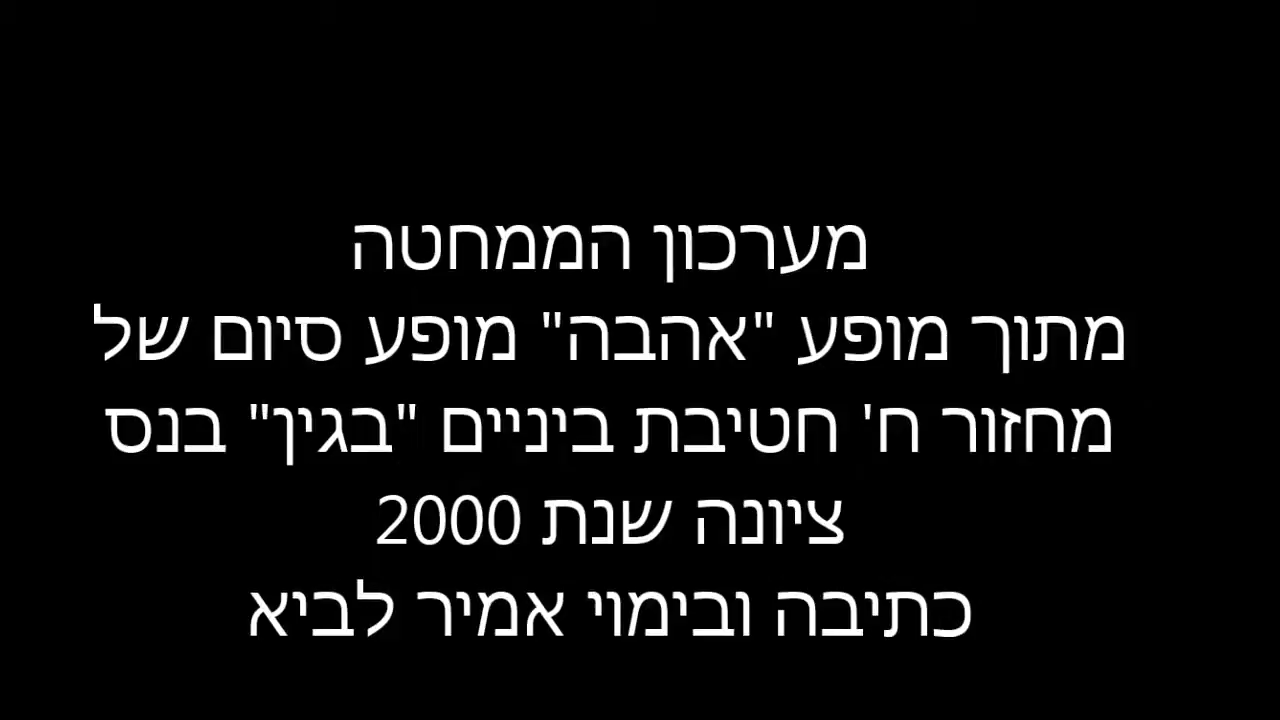 מערכון הממחטה
מתוך מופע "אהבה" מופע סיום של
מחזור ח' חטיבת ביניים "בגין" בנס
ציונה שנת 2000
כתיבה ובימוי אמיר לביא